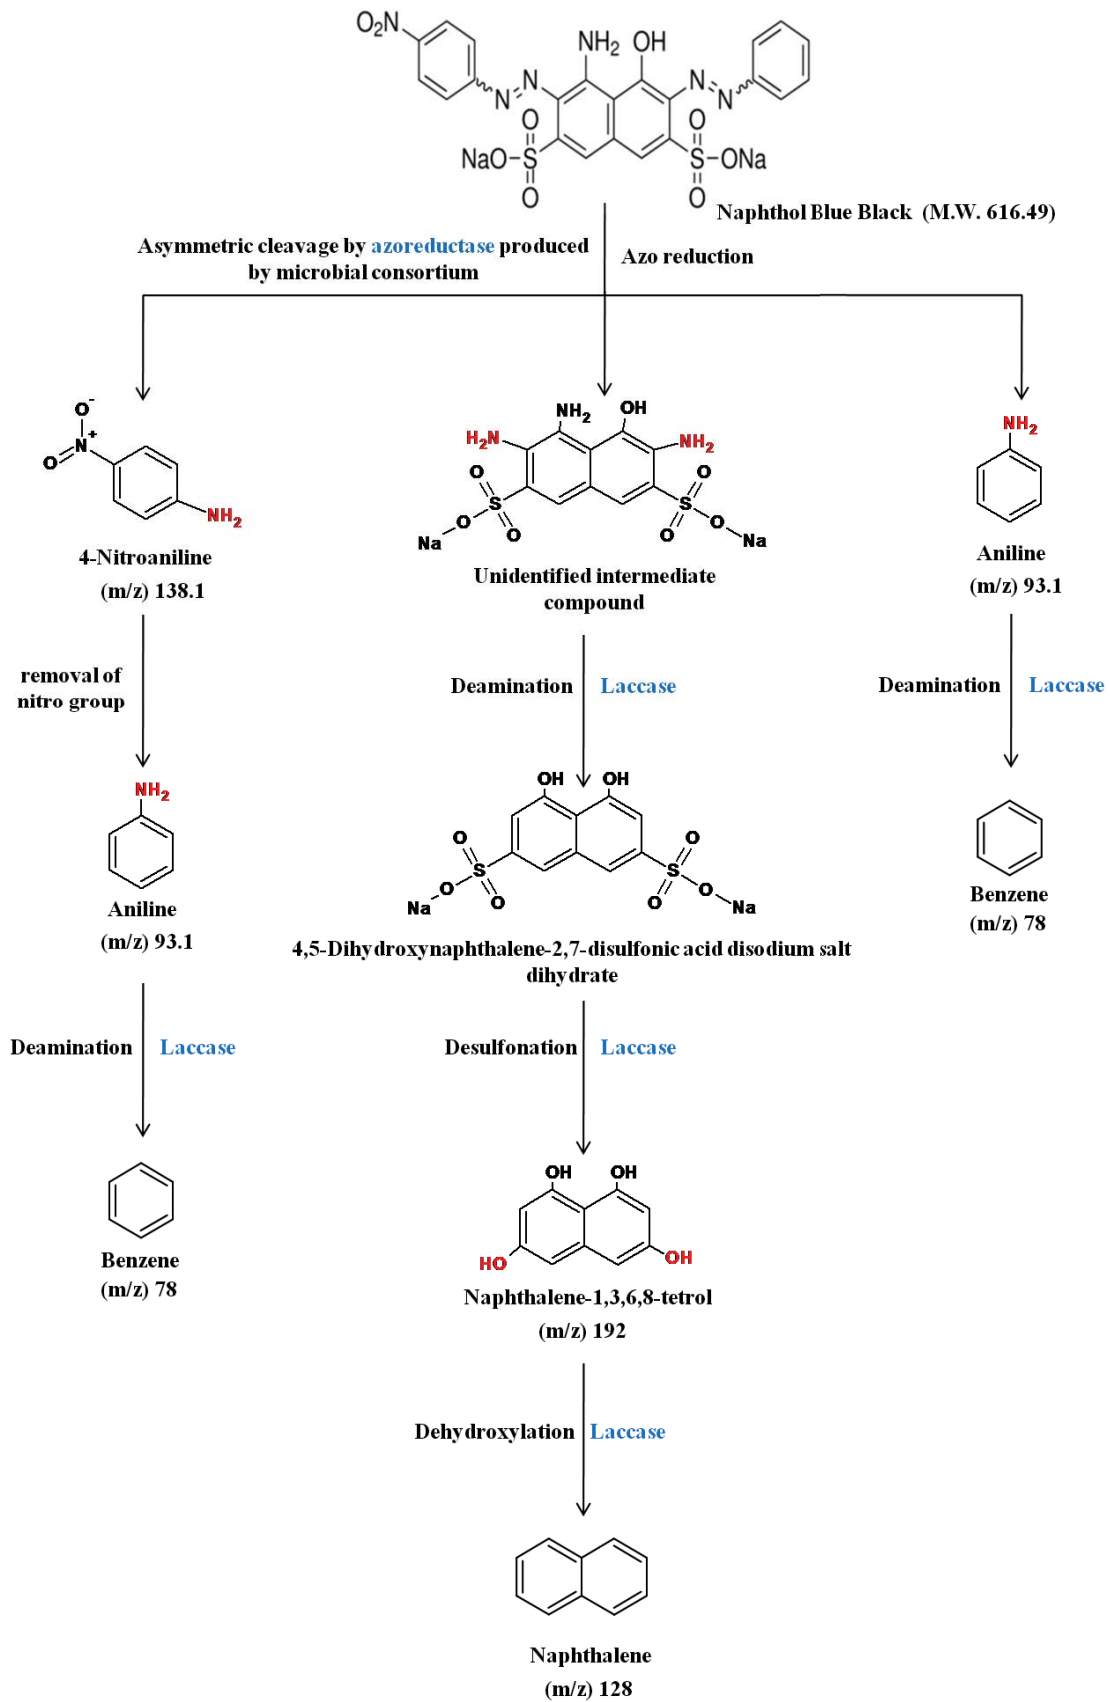 O₂N
NH₂ OH
N N N N
O O
NaO-S S-ONa
O O
Naphthol Blue Black (M.W. 616.49)
Asymmetric cleavage by azoreductase produced
by microbial consortium
Azo reduction
O⁻
N⁺
O
NH₂
4-Nitroaniline
(m/z) 138.1
NH₂ OH
H₂N NH₂
O O
S S
O O
O O
Na Na
Unidentified intermediate
compound
NH₂
Aniline
(m/z) 93.1
removal of
nitro group
Deamination Laccase
Deamination Laccase
NH₂
Aniline
(m/z) 93.1
OH OH
O O
S S
O O
O O
Na Na
4,5-Dihydroxynaphthalene-2,7-disulfonic acid disodium salt
dihydrate
Benzene
(m/z) 78
Deamination Laccase
Desulfonation Laccase
Benzene
(m/z) 78
OH OH
HO OH
Naphthalene-1,3,6,8-tetrol
(m/z) 192
Dehydroxylation Laccase
Naphthalene
(m/z) 128